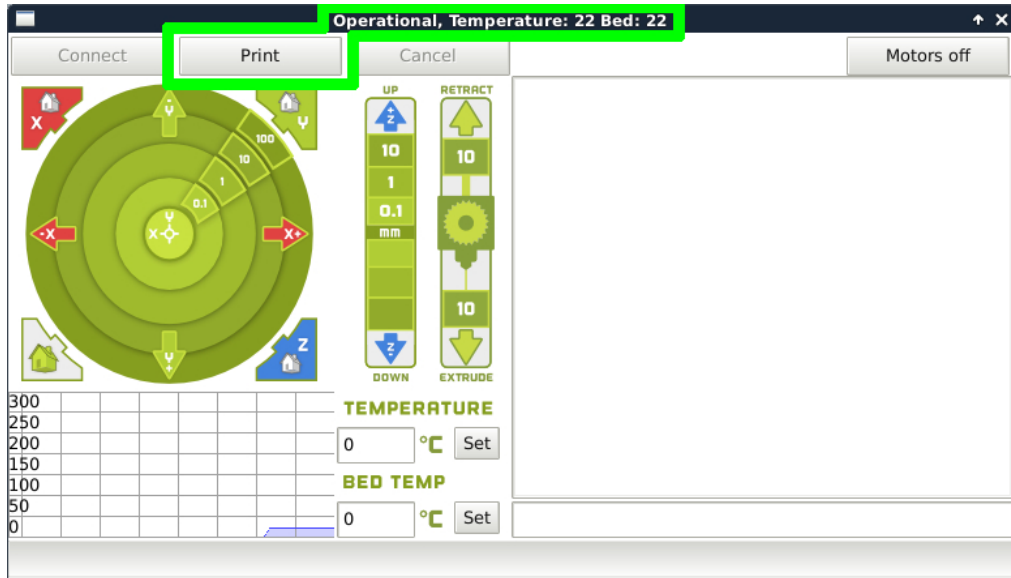 Operational, Temperature: 22 Bed: 22
Connect
Print
Cancel
Motors off
X
-Y
Y
100
10
1
0.1
Y
X
-X
X+
Y+
Z
UP
+Z
10
1
0.1
mm
Z-
DOWN
RETRACT
10
10
EXTRUDE
300
250
200
150
100
50
0
TEMPERATURE
0 °C Set
BED TEMP
0 °C Set